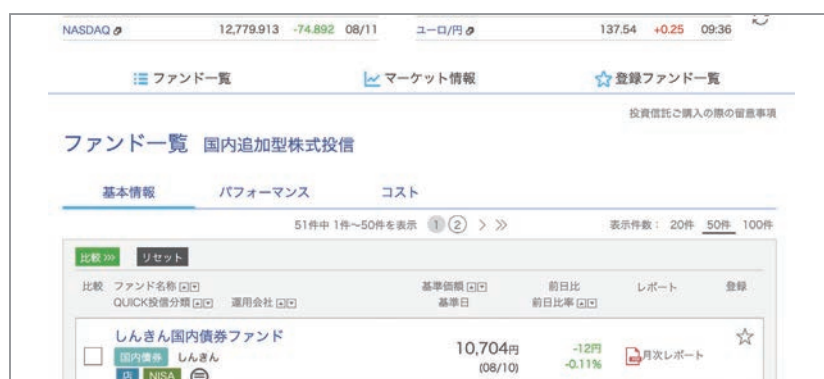 NASDAQ 12,779.913 -74.892 08/11 ユーロ/円 137.54 +0.25 09:36
ファンド一覧 マーケット情報 登録ファンド一覧
投資信託ご購入の際の留意事項
ファンド一覧 国内追加型株式投信
基本情報 パフォーマンス コスト
51件中 1件~50件を表示 1 2 > >> 表示件数: 20件 50件 100件
比較 >>> リセット
比較 ファンド名称 基準価額 前日比 レポート 登録
QUICK投信分類 運用会社 基準日 前日比率
しんきん国内債券ファンド
国内債券 しんきん 10,704円 -12円 月次レポート
(08/10) -0.11%
店 NISA